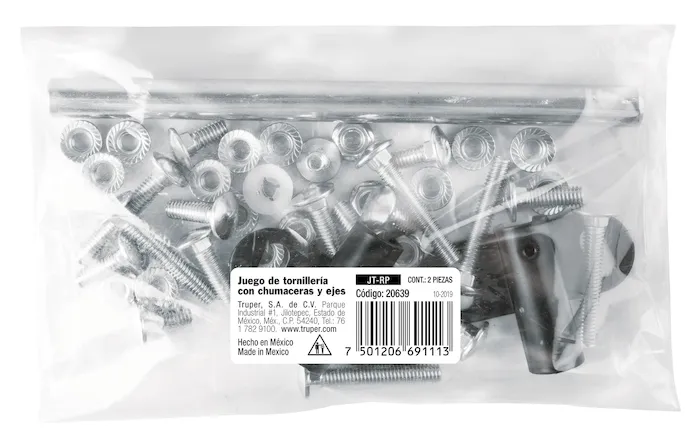 Juego de tornillería
con chumaceras y ejes
JT-RP
CONT.: 2 PIEZAS
Código: 20639
10-2019
Truper, S.A. de C.V. Parque
Industrial #1, Jilotepec, Estado de
México, Méx., C.P. 54240, Tel.: 76
1 782 9100. www.truper.com
Hecho en México
Made in Mexico
7 501206 691113